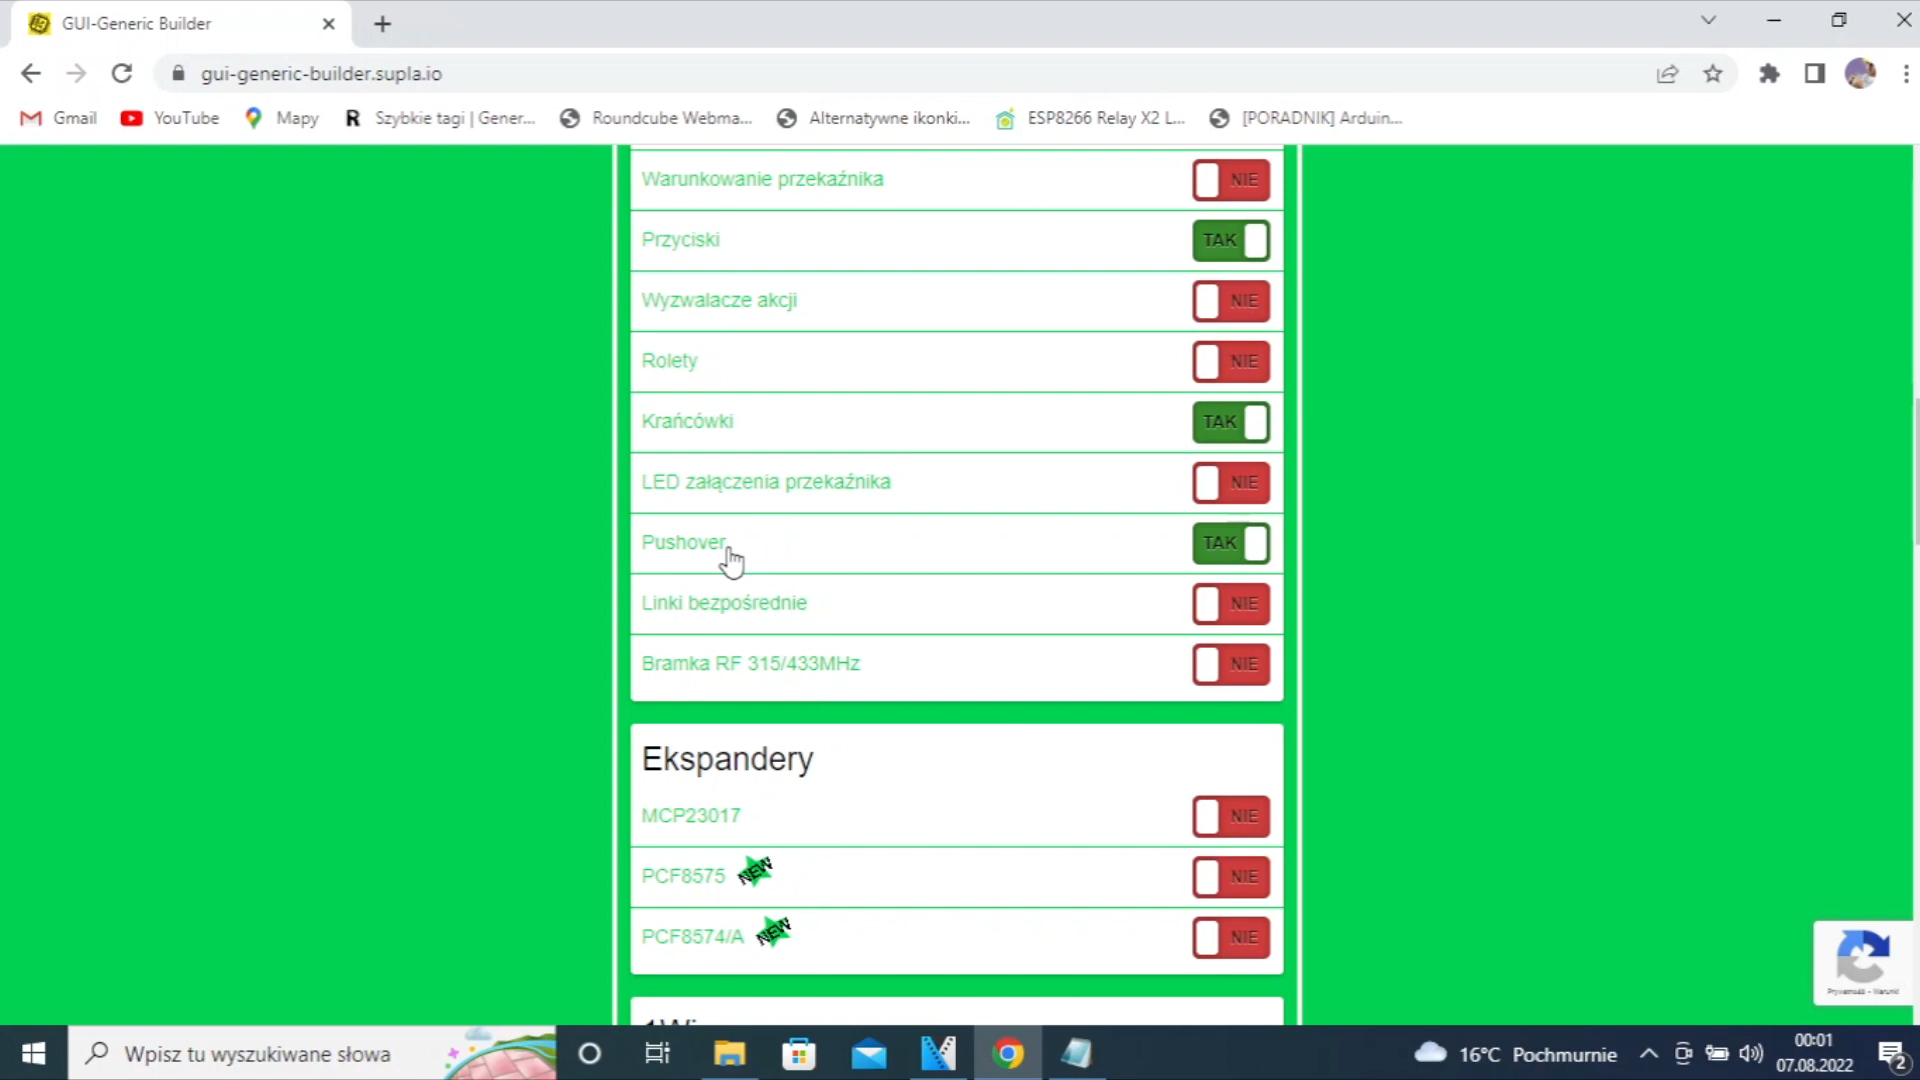 GUI-Generic Builder
gui-generic-builder.supla.io
Gmail
YouTube
Mapy
R
Szybkie tagi | Gener...
Roundcube Webma...
Alternatywne ikonki...
ESP8266 Relay X2 L...
[PORADNIK] Arduin...
Warunkowanie przekaźnika
NIE
Przyciski
TAK
Wyzwalacze akcji
NIE
Rolety
NIE
Krańcówki
TAK
LED załączenia przekaźnika
NIE
Pushover
TAK
Linki bezpośrednie
NIE
Bramka RF 315/433MHz
NIE
Ekspandery
MCP23017
NIE
PCF8575 NEW
NIE
PCF8574/A NEW
NIE
Prywatność - Warunki
Wpisz tu wyszukiwane słowa
16°C Pochmurnie
00:01
07.08.2022
2